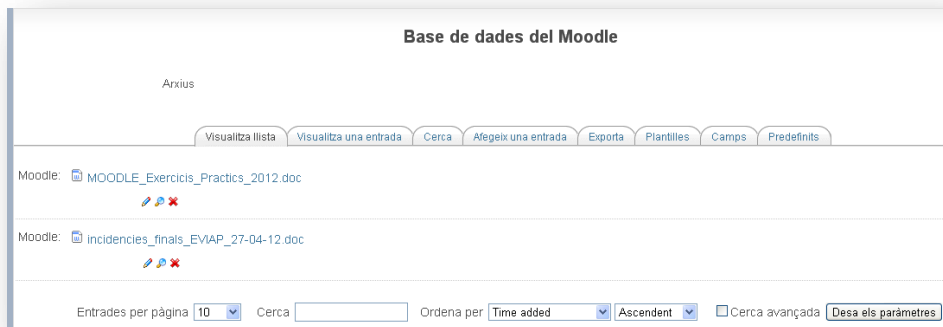 Base de dades del Moodle
Arxius
Visualitza llista Visualitza una entrada Cerca Afegeix una entrada Exporta Plantilles Camps Predefinits
Moodle: MOODLE_Exercicis_Practics_2012.doc
Moodle: incidencies_finals_EVIAP_27-04-12.doc
Entrades per pàgina 10 Cerca Ordena per Time added Ascendent Cerca avançada Desa els paràmetres